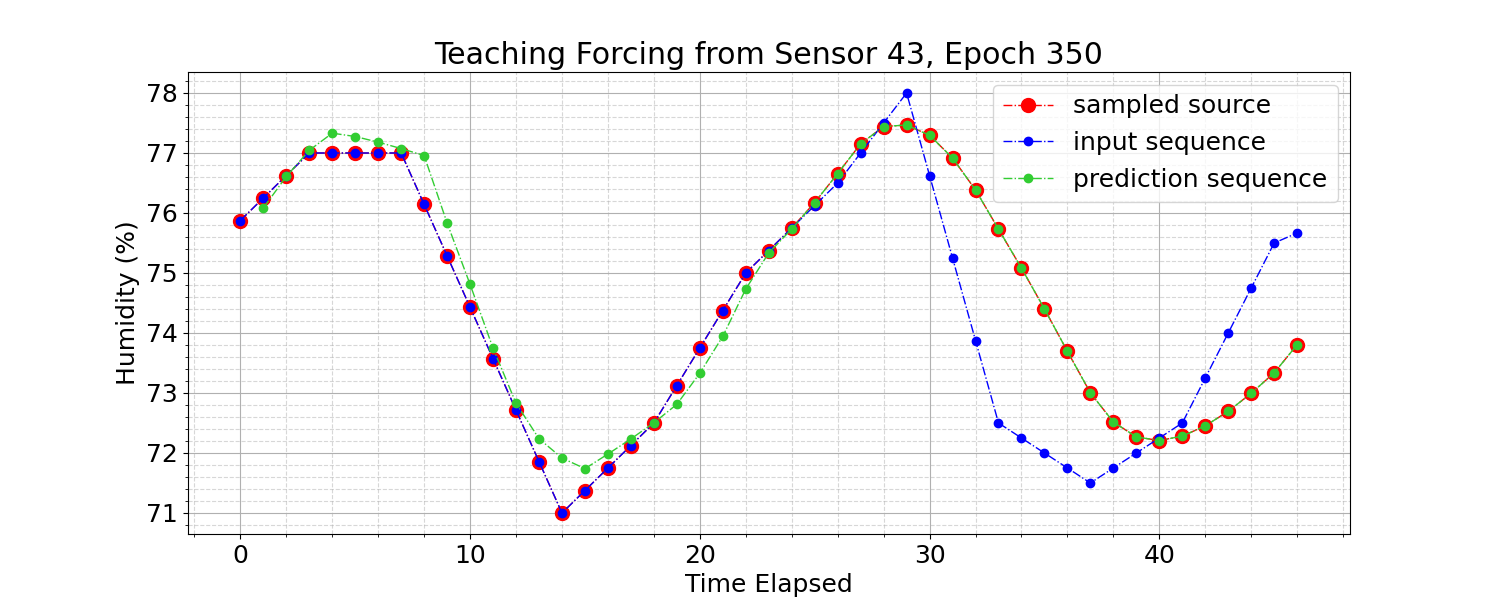 Teaching Forcing from Sensor 43, Epoch 350
78
77
76
75
74
73
72
71
Humidity (%)
sampled source
input sequence
prediction sequence
0 10 20 30 40
Time Elapsed